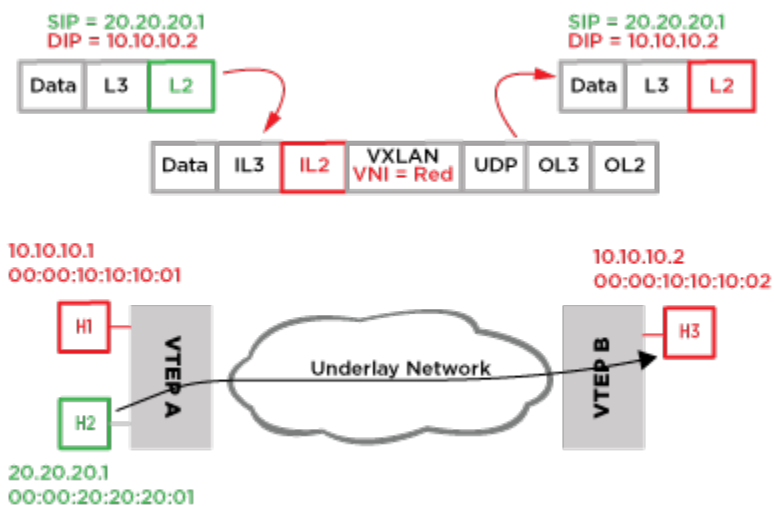 SIP = 20.20.20.1
DIP = 10.10.10.2
Data L3 L2
SIP = 20.20.20.1
DIP = 10.10.10.2
Data L3 L2
Data IL3 IL2 VXLAN UDP OL3 OL2
VNI = Red
10.10.10.1
00:00:10:10:10:01
H1
VTEP A
H2
20.20.20.1
00:00:20:20:20:01
Underlay Network
10.10.10.2
00:00:10:10:10:02
VTEP B
H3